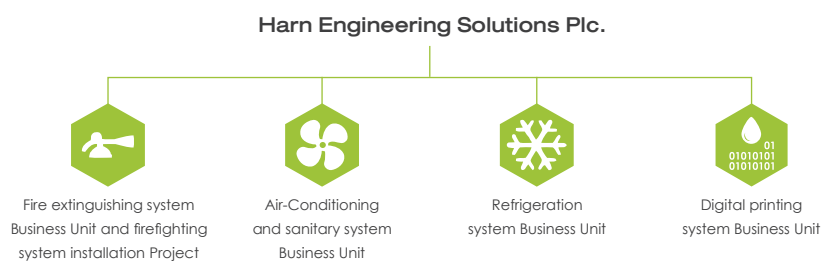 Harn Engineering Solutions Plc.
01
01010101
01010101
Fire extinguishing system
Business Unit and firefighting
system installation Project
Air-Conditioning
and sanitary system
Business Unit
Refrigeration
system Business Unit
Digital printing
system Business Unit